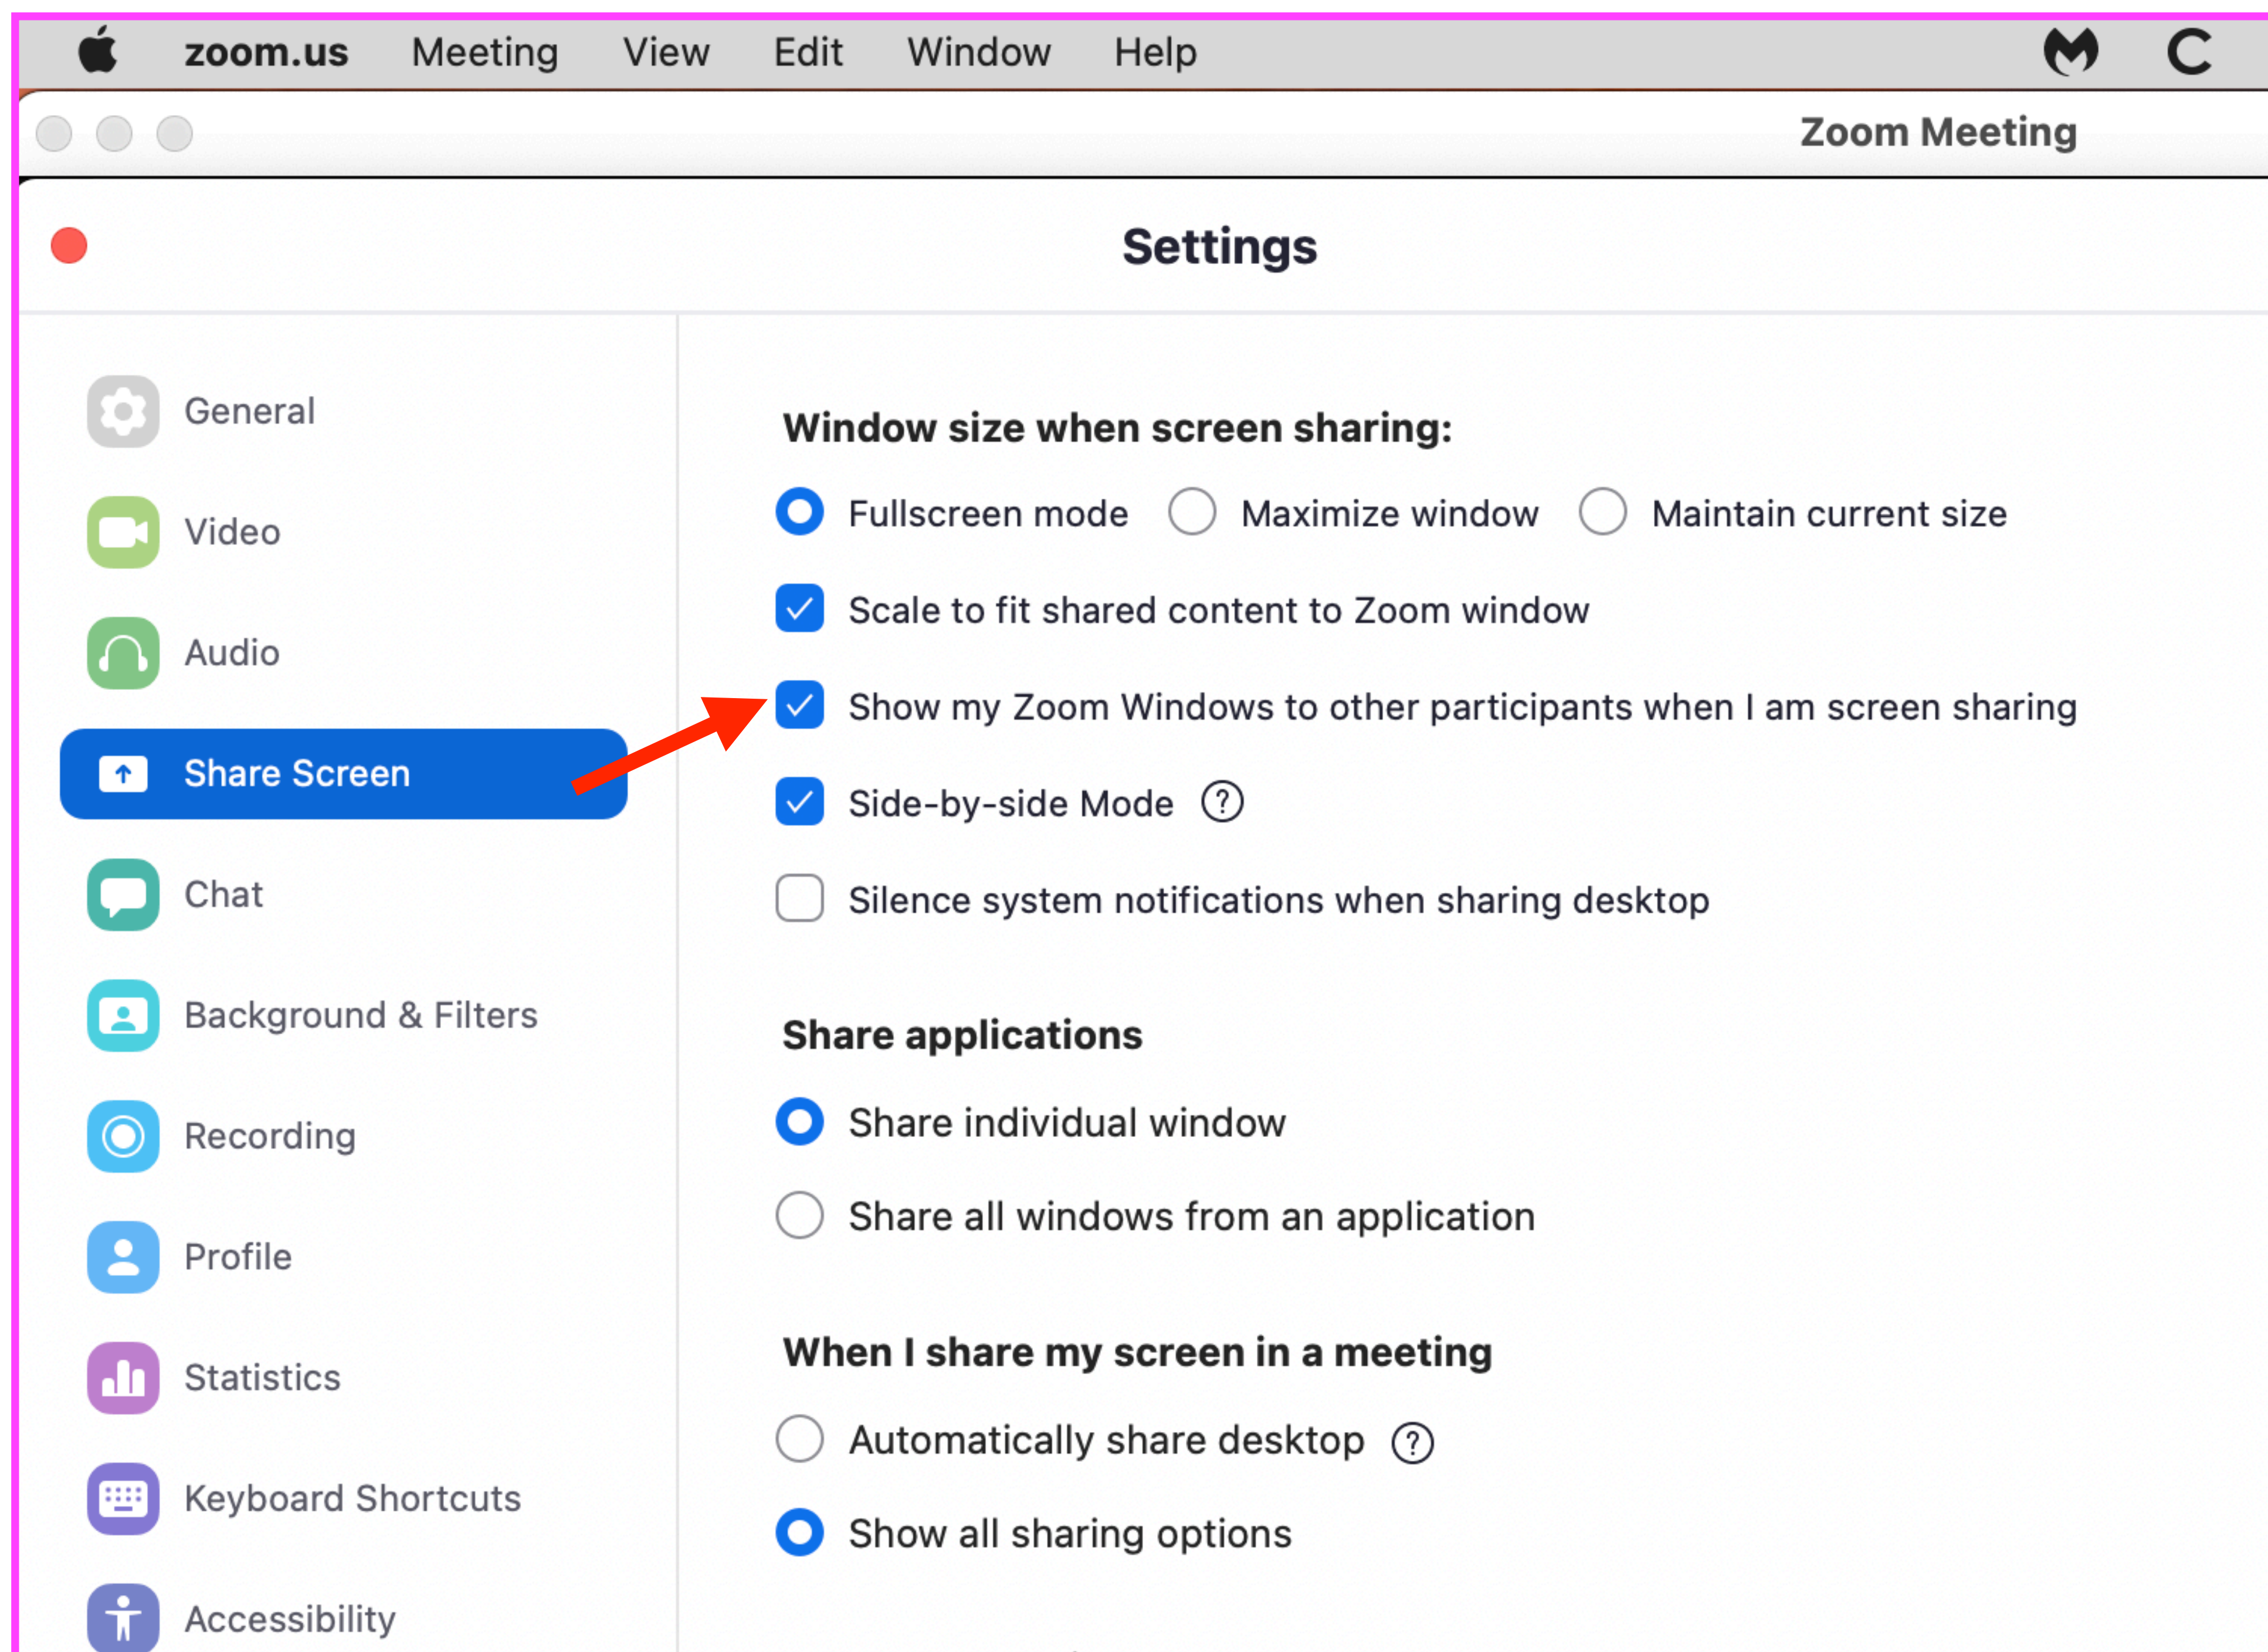 zoom.us Meeting View Edit Window Help
Zoom Meeting
Settings
General
Video
Audio
Share Screen
Chat
Background & Filters
Recording
Profile
Statistics
Keyboard Shortcuts
Accessibility
Window size when screen sharing:
Fullscreen mode Maximize window Maintain current size
Scale to fit shared content to Zoom window
Show my Zoom Windows to other participants when I am screen sharing
Side-by-side Mode ?
Silence system notifications when sharing desktop
Share applications
Share individual window
Share all windows from an application
When I share my screen in a meeting
Automatically share desktop ?
Show all sharing options